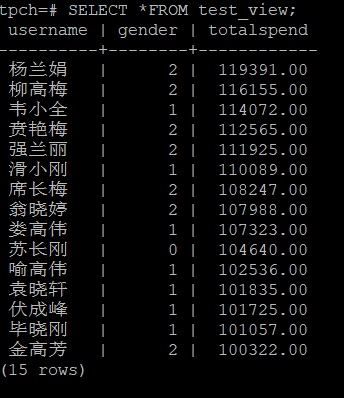 tpch=# SELECT *FROM test_view;
username | gender | totalspend
----------+--------+------------
杨兰娟 | 2 | 119391.00
柳高梅 | 2 | 116155.00
韦小全 | 1 | 114072.00
贲艳梅 | 2 | 112565.00
强兰丽 | 2 | 111925.00
滑小刚 | 1 | 110089.00
席长梅 | 2 | 108247.00
翁晓婷 | 2 | 107988.00
娄高伟 | 1 | 107323.00
苏长刚 | 0 | 104640.00
喻高伟 | 1 | 102536.00
袁晓轩 | 1 | 101835.00
伏成峰 | 1 | 101725.00
毕晓刚 | 1 | 101057.00
金高芳 | 2 | 100322.00
(15 rows)